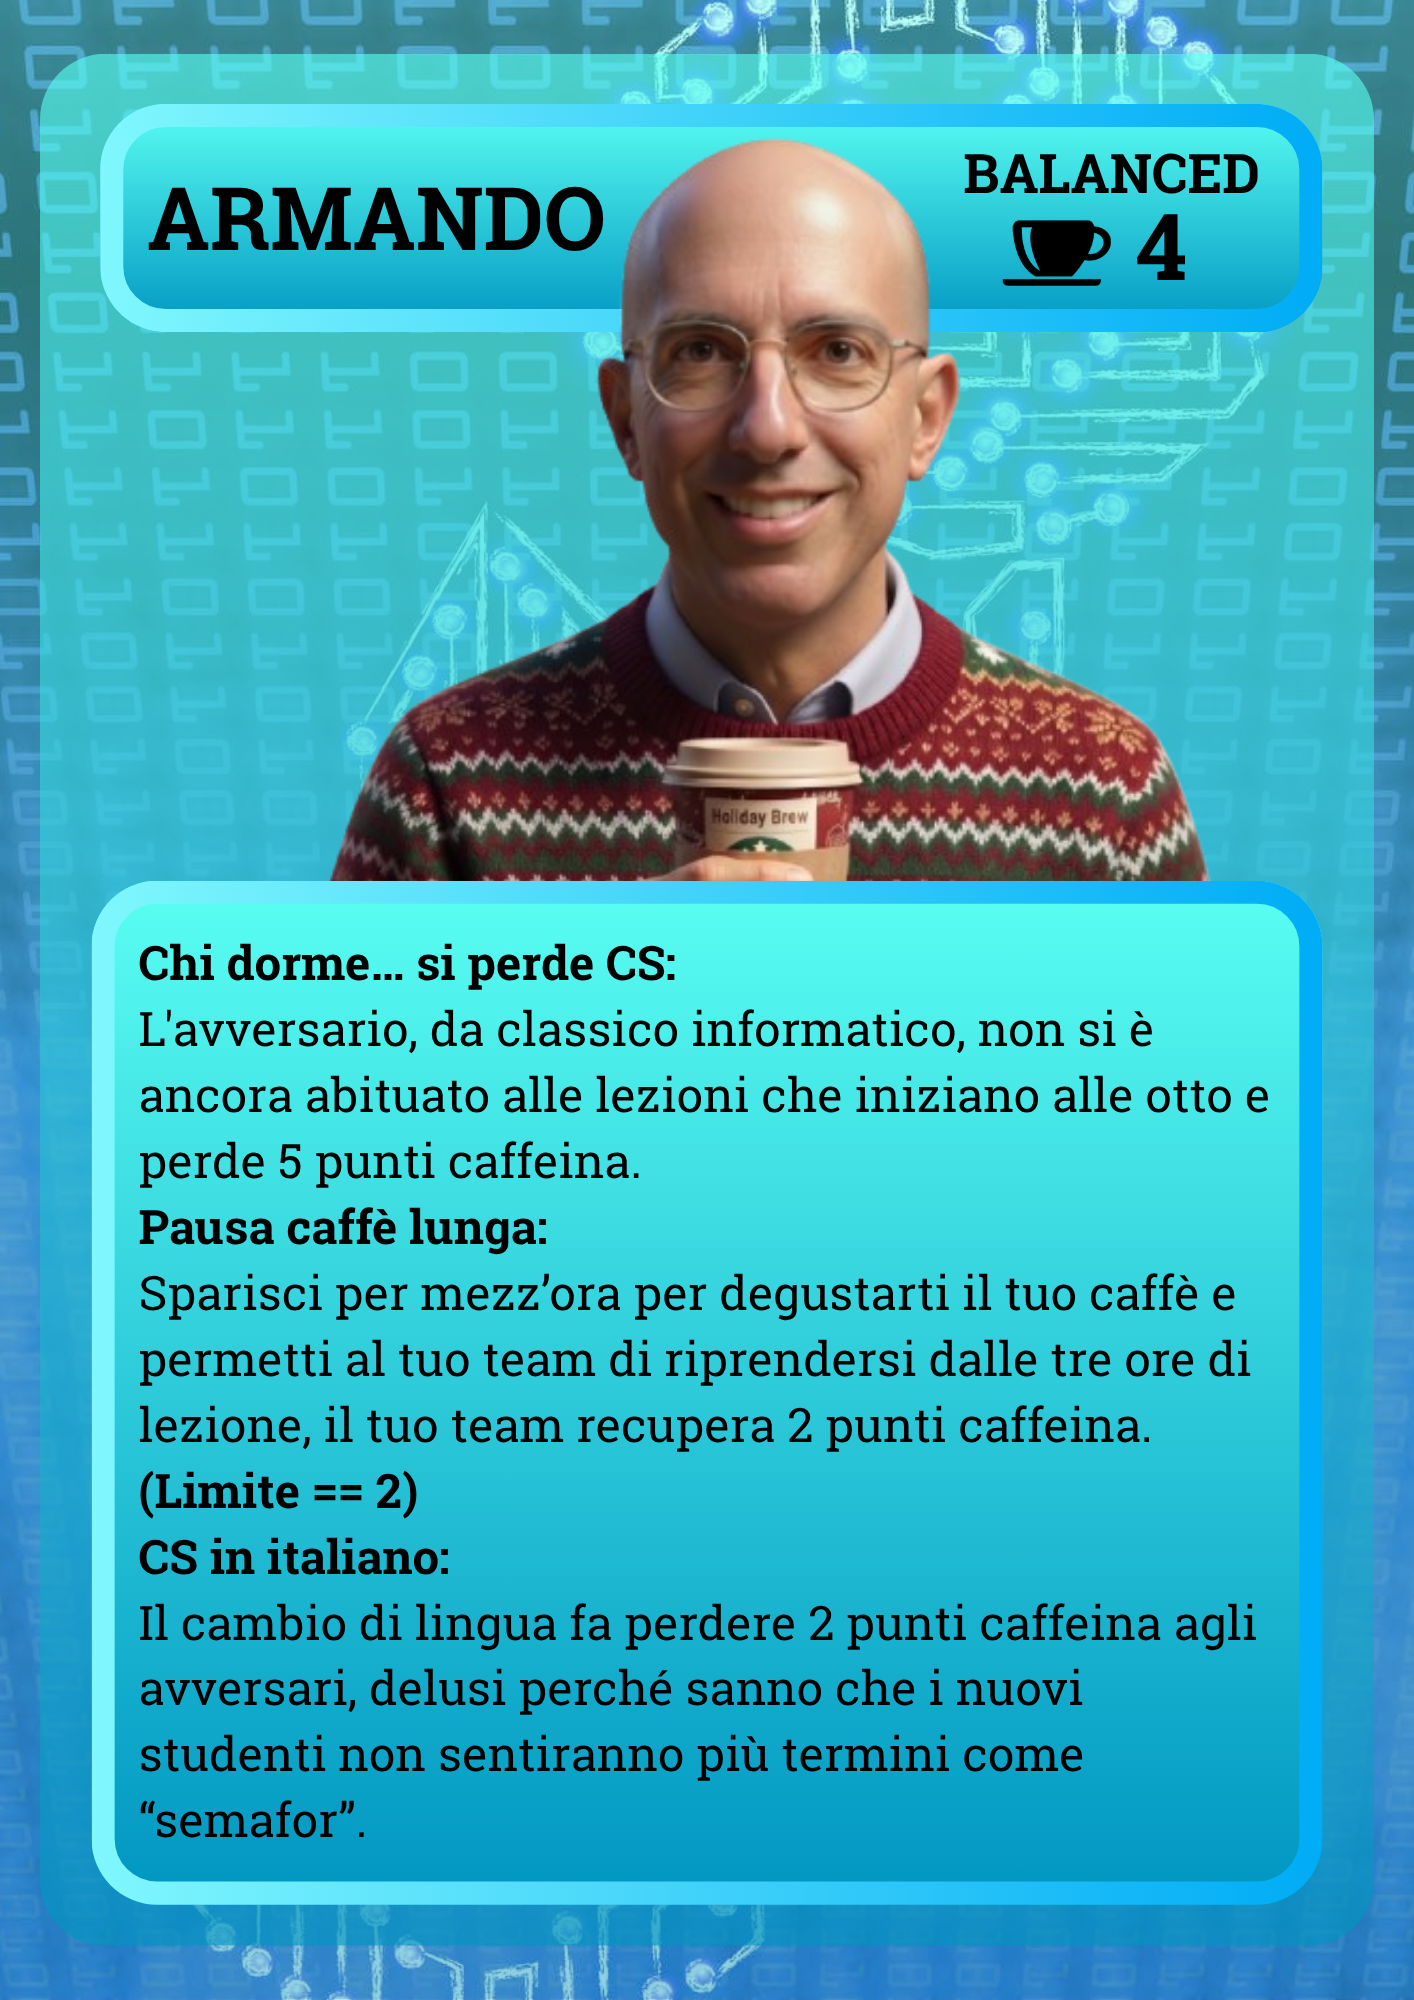 ARMANDO
BALANCED
4
Holiday Brew
Chi dorme... si perde CS:
L'avversario, da classico informatico, non si è
ancora abituato alle lezioni che iniziano alle otto e
perde 5 punti caffeina.
Pausa caffè lunga:
Sparisci per mezz’ora per degustarti il tuo caffè e
permetti al tuo team di riprendersi dalle tre ore di
lezione, il tuo team recupera 2 punti caffeina.
(Limite == 2)
CS in italiano:
Il cambio di lingua fa perdere 2 punti caffeina agli
avversari, delusi perché sanno che i nuovi
studenti non sentiranno più termini come
“semafor”.